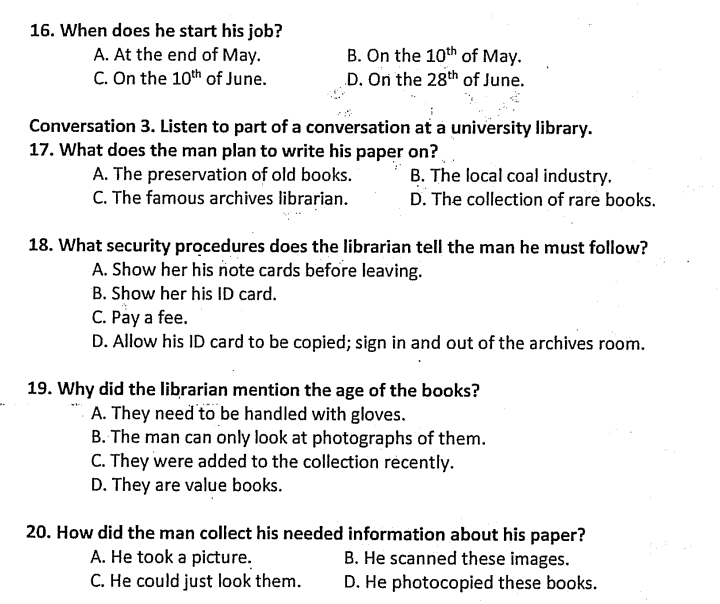 16. When does he start his job?
A. At the end of May. B. On the 10th of May.
C. On the 10th of June. D. On the 28th of June.
Conversation 3. Listen to part of a conversation at a university library.
17. What does the man plan to write his paper on?
A. The preservation of old books. B. The local coal industry.
C. The famous archives librarian. D. The collection of rare books.
18. What security procedures does the librarian tell the man he must follow?
A. Show her his note cards before leaving.
B. Show her his ID card.
C. Pay a fee.
D. Allow his ID card to be copied; sign in and out of the archives room.
19. Why did the librarian mention the age of the books?
A. They need to be handled with gloves.
B. The man can only look at photographs of them.
C. They were added to the collection recently.
D. They are value books.
20. How did the man collect his needed information about his paper?
A. He took a picture. B. He scanned these images.
C. He could just look them. D. He photocopied these books.